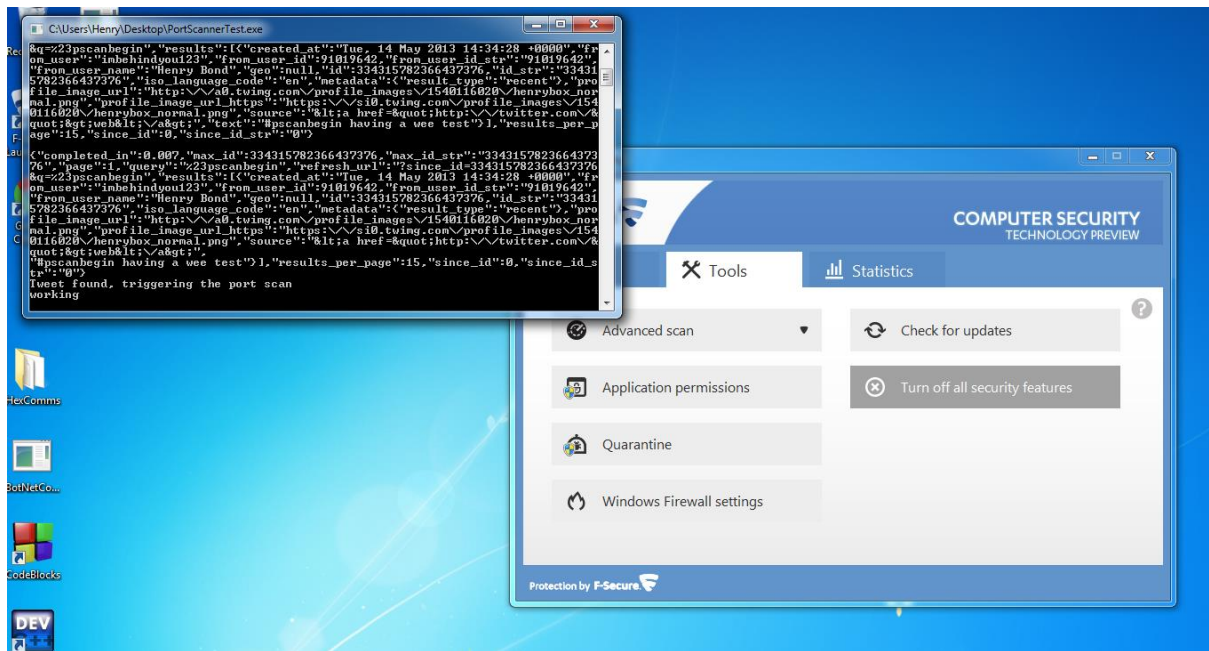 C:\Users\Henry\Desktop\PortScannerTest.exe
&q=%23pscanbegin","results":[{"created_at":"Tue, 14 May 2013 14:34:28 +0000","fr
om_user":"imbehindyou123","from_user_id":91019642,"from_user_id_str":"91019642",
"from_user_name":"Henry Bond","geo":null,"id":334315782366437376,"id_str":"33431
5782366437376","iso_language_code":"en","metadata":{"result_type":"recent"},"pro
file_image_url":"http:\/\/a0.twimg.com\/profile_images\/1540116020\/henrybox_nor
mal.png","profile_image_url_https":"https:\/\/si0.twimg.com\/profile_images\/154
0116020\/henrybox_normal.png","source":"&lt;a href=&quot;http:\/\/twitter.com\/&
quot;&gt;web&lt;\/a&gt;","text":"#pscanbegin having a wee test"}],"results_per_p
age":15,"since_id":0,"since_id_str":"0"}
{"completed_in":0.007,"max_id":334315782366437376,"max_id_str":"3343157823664373
76","page":1,"query":"%23pscanbegin","refresh_url":"?since_id=334315782366437376
&q=%23pscanbegin","results":[{"created_at":"Tue, 14 May 2013 14:34:28 +0000","fr
om_user":"imbehindyou123","from_user_id":91019642,"from_user_id_str":"91019642",
"from_user_name":"Henry Bond","geo":null,"id":334315782366437376,"id_str":"33431
5782366437376","iso_language_code":"en","metadata":{"result_type":"recent"},"pro
file_image_url":"http:\/\/a0.twimg.com\/profile_images\/1540116020\/henrybox_nor
mal.png","profile_image_url_https":"https:\/\/si0.twimg.com\/profile_images\/154
0116020\/henrybox_normal.png","source":"&lt;a href=&quot;http:\/\/twitter.com\/&
quot;&gt;web&lt;\/a&gt;",
"#pscanbegin having a wee test"}],"results_per_page":15,"since_id":0,"since_id_s
tr":"0"}
Tweet found, triggering the port scan
working
COMPUTER SECURITY
TECHNOLOGY PREVIEW
Tools
Statistics
Advanced scan
Check for updates
Application permissions
Turn off all security features
Quarantine
Windows Firewall settings
Protection by F-Secure.
HexComms
BotNetCo...
CodeBlocks
DEV
C++